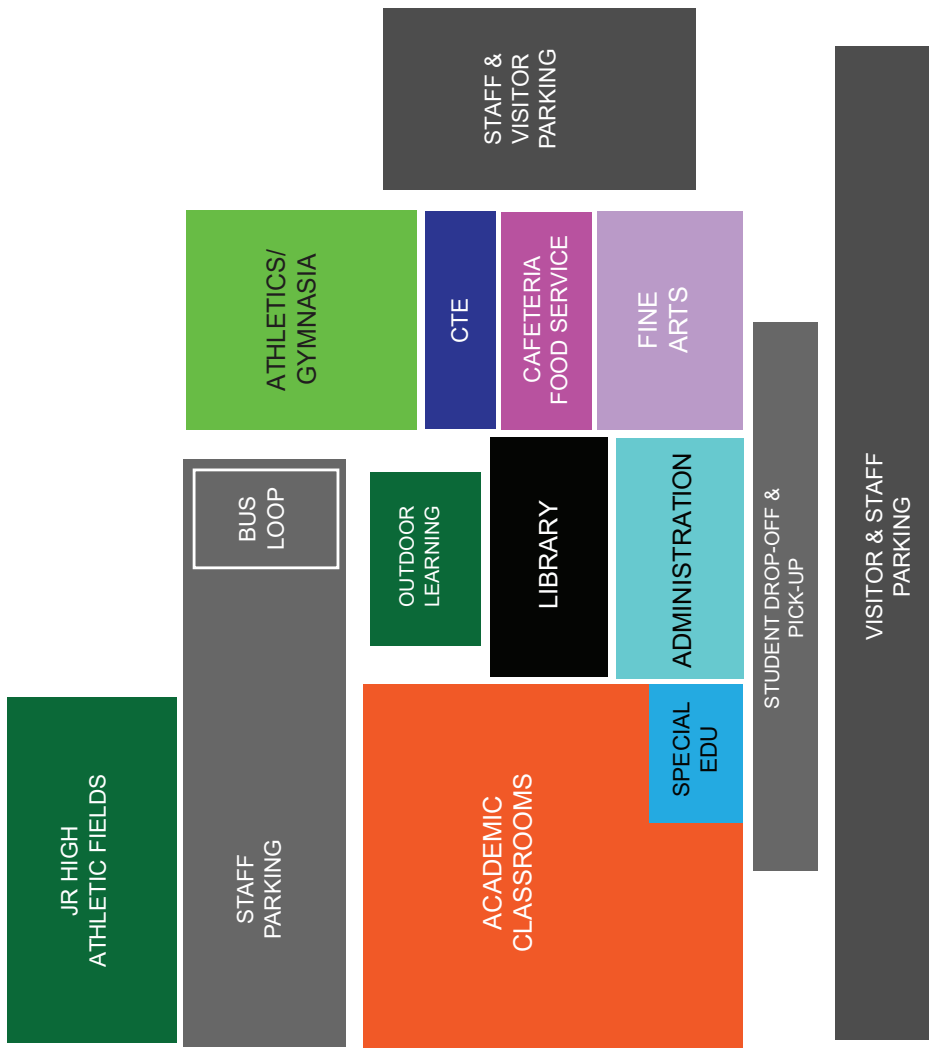 JR HIGH
ATHLETIC FIELDS
STAFF
PARKING
BUS
LOOP
ATHLETICS/
GYMNASIA
OUTDOOR
LEARNING
CTE
ACADEMIC
CLASSROOMS
LIBRARY
CAFETERIA
FOOD SERVICE
STAFF &
VISITOR
PARKING
SPECIAL
EDU
ADMINISTRATION
FINE
ARTS
STUDENT DROP-OFF &
PICK-UP
VISITOR & STAFF
PARKING